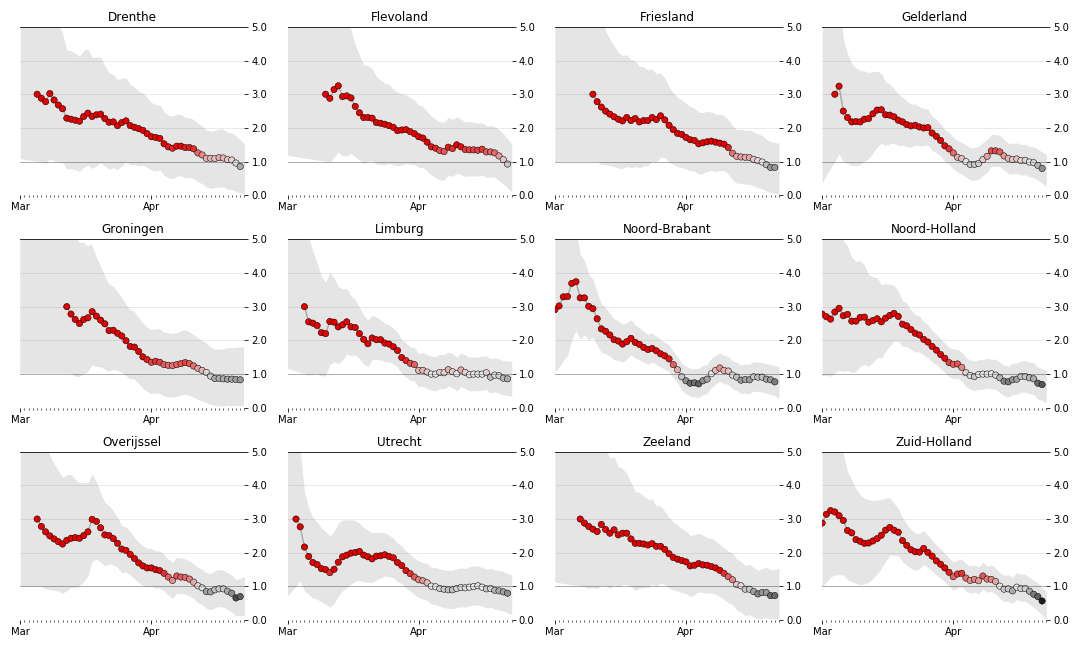 Drenthe Flevoland Friesland Gelderland
5.0 5.0 5.0 5.0
4.0 4.0 4.0 4.0
3.0 3.0 3.0 3.0
2.0 2.0 2.0 2.0
1.0 1.0 1.0 1.0
0.0 0.0 0.0 0.0
Mar Apr Mar Apr Mar Apr Mar Apr
Groningen Limburg Noord-Brabant Noord-Holland
5.0 5.0 5.0 5.0
4.0 4.0 4.0 4.0
3.0 3.0 3.0 3.0
2.0 2.0 2.0 2.0
1.0 1.0 1.0 1.0
0.0 0.0 0.0 0.0
Mar Apr Mar Apr Mar Apr Mar Apr
Overijssel Utrecht Zeeland Zuid-Holland
5.0 5.0 5.0 5.0
4.0 4.0 4.0 4.0
3.0 3.0 3.0 3.0
2.0 2.0 2.0 2.0
1.0 1.0 1.0 1.0
0.0 0.0 0.0 0.0
Mar Apr Mar Apr Mar Apr Mar Apr